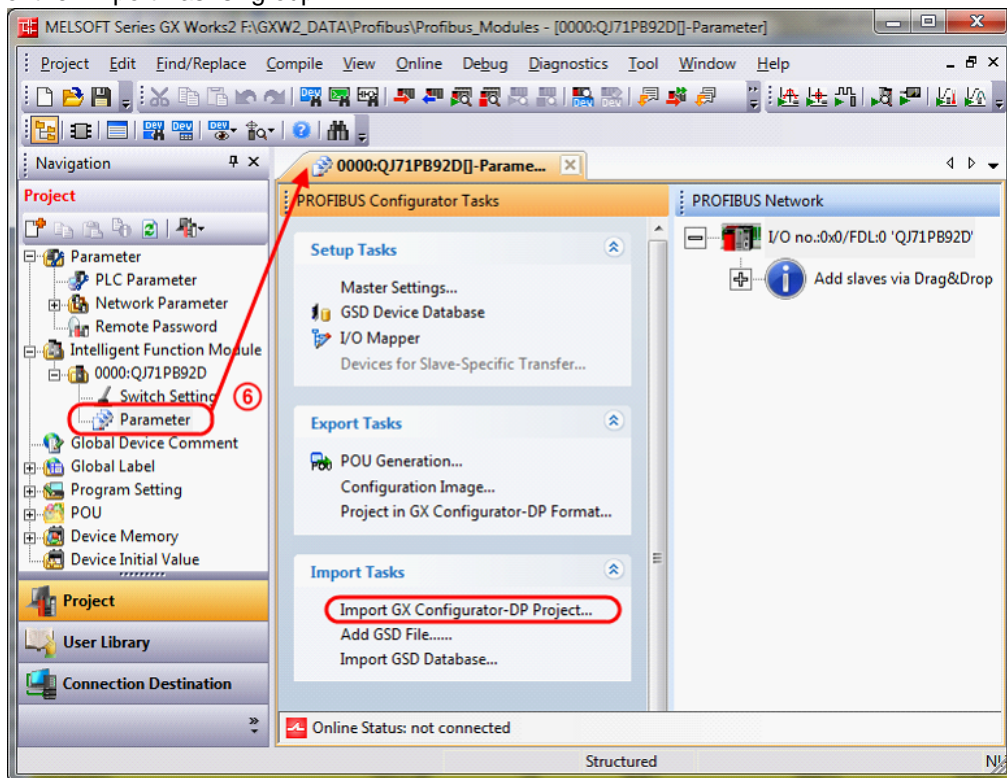 MELSOFT Series GX Works2 F:\GXW2_DATA\Profibus\Profibus_Modules - [0000:QJ71PB92D[]-Parameter]
Project Edit Find/Replace Compile View Online Debug Diagnostics Tool Window Help
Navigation
0000:QJ71PB92D[]-Parame...
Project
Parameter
PLC Parameter
Network Parameter
Remote Password
Intelligent Function Module
0000:QJ71PB92D
Switch Setting
6
Parameter
Global Device Comment
Global Label
Program Setting
POU
Device Memory
Device Initial Value
Project
User Library
Connection Destination
PROFIBUS Configurator Tasks
Setup Tasks
Master Settings...
GSD Device Database
I/O Mapper
Devices for Slave-Specific Transfer...
Export Tasks
POU Generation...
Configuration Image...
Project in GX Configurator-DP Format...
Import Tasks
Import GX Configurator-DP Project...
Add GSD File......
Import GSD Database...
PROFIBUS Network
I/O no.:0x0/FDL:0 'QJ71PB92D'
Add slaves via Drag&Drop
Online Status: not connected
Structured